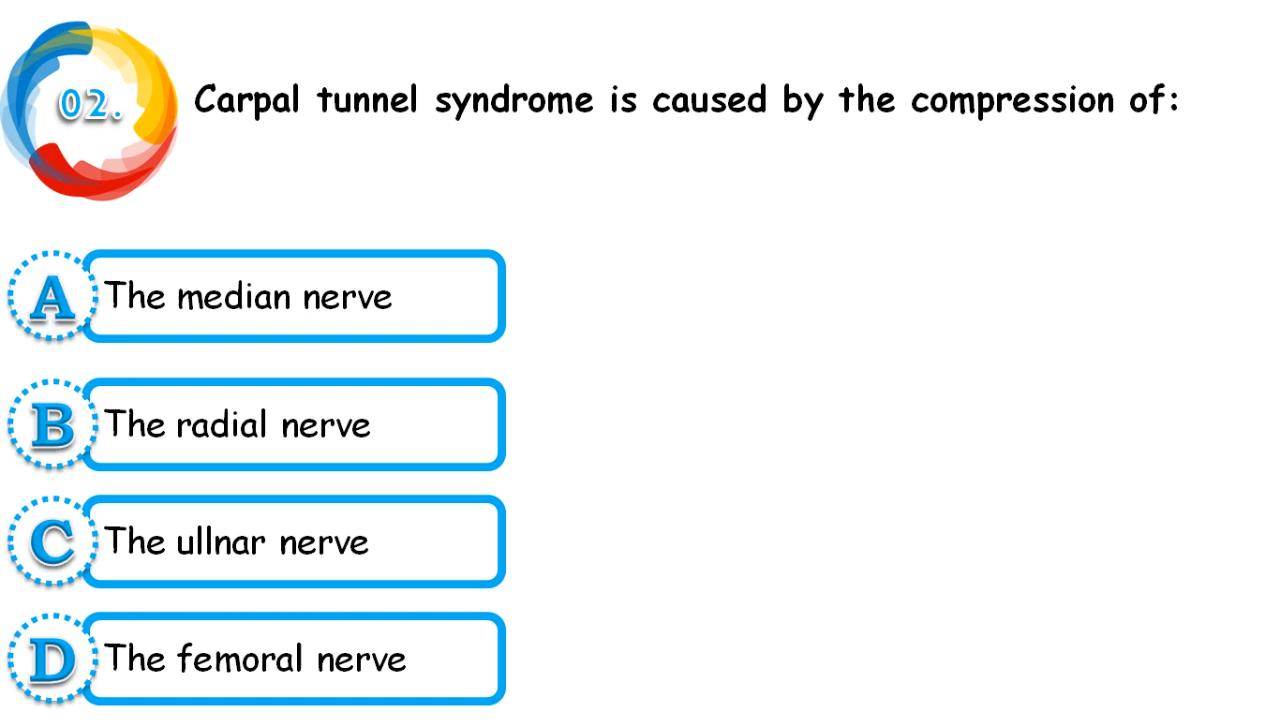 02.
Carpal tunnel syndrome is caused by the compression of:
A
The median nerve
B
The radial nerve
C
The ullnar nerve
D
The femoral nerve